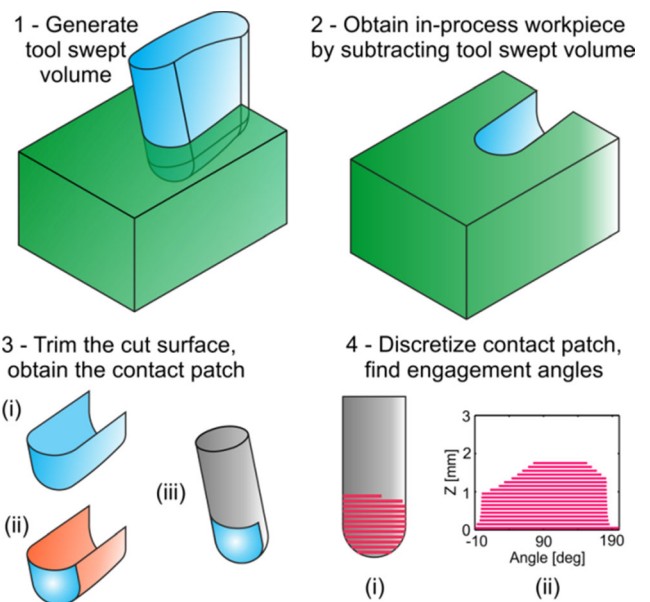 1 - Generate
tool swept
volume
2 - Obtain in-process workpiece
by subtracting tool swept volume
3 - Trim the cut surface,
obtain the contact patch
(i)
(ii)
(iii)
4 - Discretize contact patch,
find engagement angles
(i)
3
2
1
0
Z [mm]
-10
90
190
Angle [deg]
(ii)